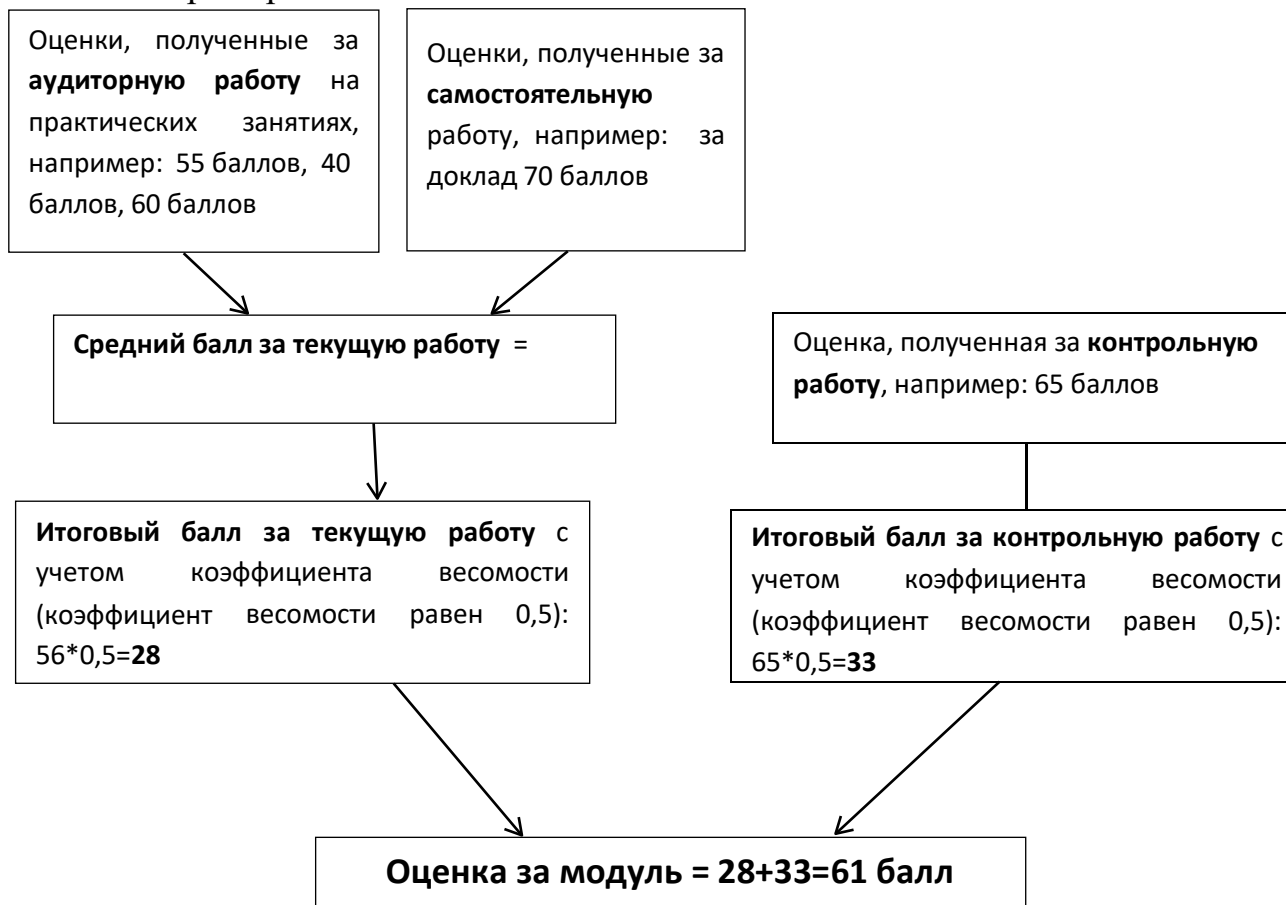 Оценки, полученные за
аудиторную работу на
практических занятиях,
например: 55 баллов, 40
баллов, 60 баллов
Оценки, полученные за
самостоятельную
работу, например: за
доклад 70 баллов
Средний балл за текущую работу =
Оценка, полученная за контрольную
работу, например: 65 баллов
Итоговый балл за текущую работу с
учетом коэффициента весомости
(коэффициент весомости равен 0,5):
56*0,5=28
Итоговый балл за контрольную работу с
учетом коэффициента весомости
(коэффициент весомости равен 0,5):
65*0,5=33
Оценка за модуль = 28+33=61 балл